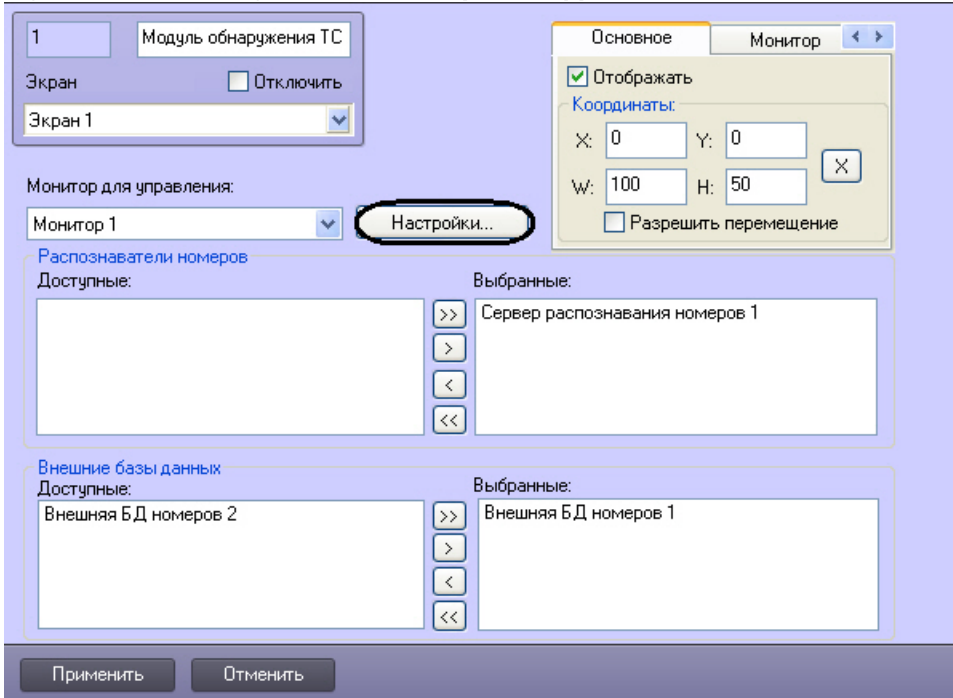 1
Модуль обнаружения ТС
Экран
Отключить
Экран 1
Основное
Монитор
Отображать
Координаты:
X: 0 Y: 0
X
W: 100 H: 50
Разрешить перемещение
Монитор для управления:
Монитор 1
Настройки...
Распознаватели номеров
Доступные:
Выбранные:
Сервер распознавания номеров 1
>>
>
<
<<
Внешние базы данных
Доступные:
Выбранные:
Внешняя БД номеров 2
Внешняя БД номеров 1
>>
>
<
<<
Применить
Отменить